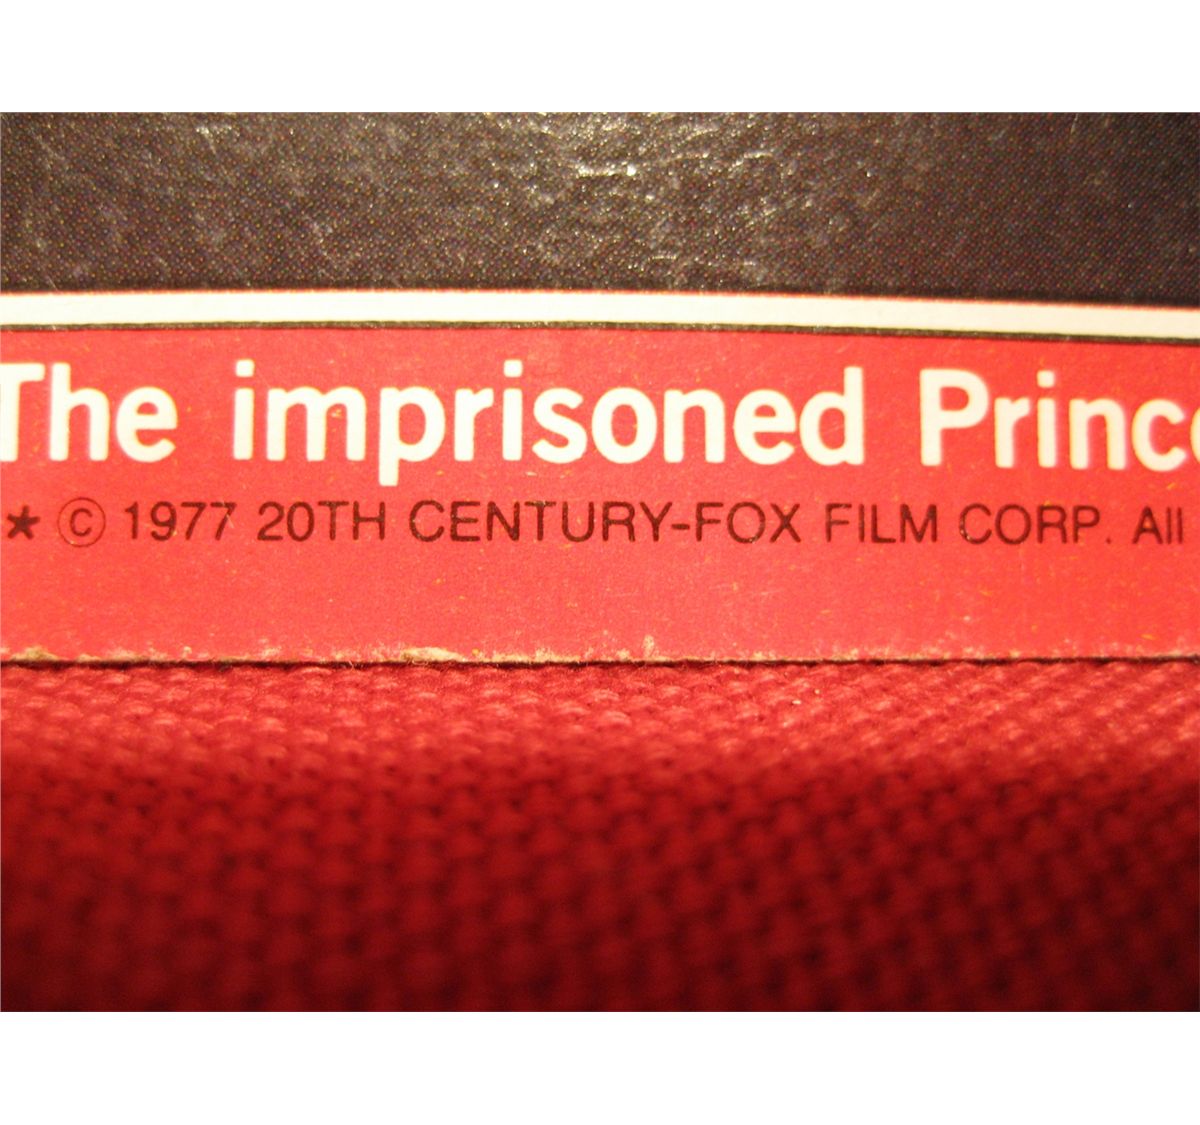 The imprisoned Princ
* © 1977 20TH CENTURY-FOX FILM CORP. All